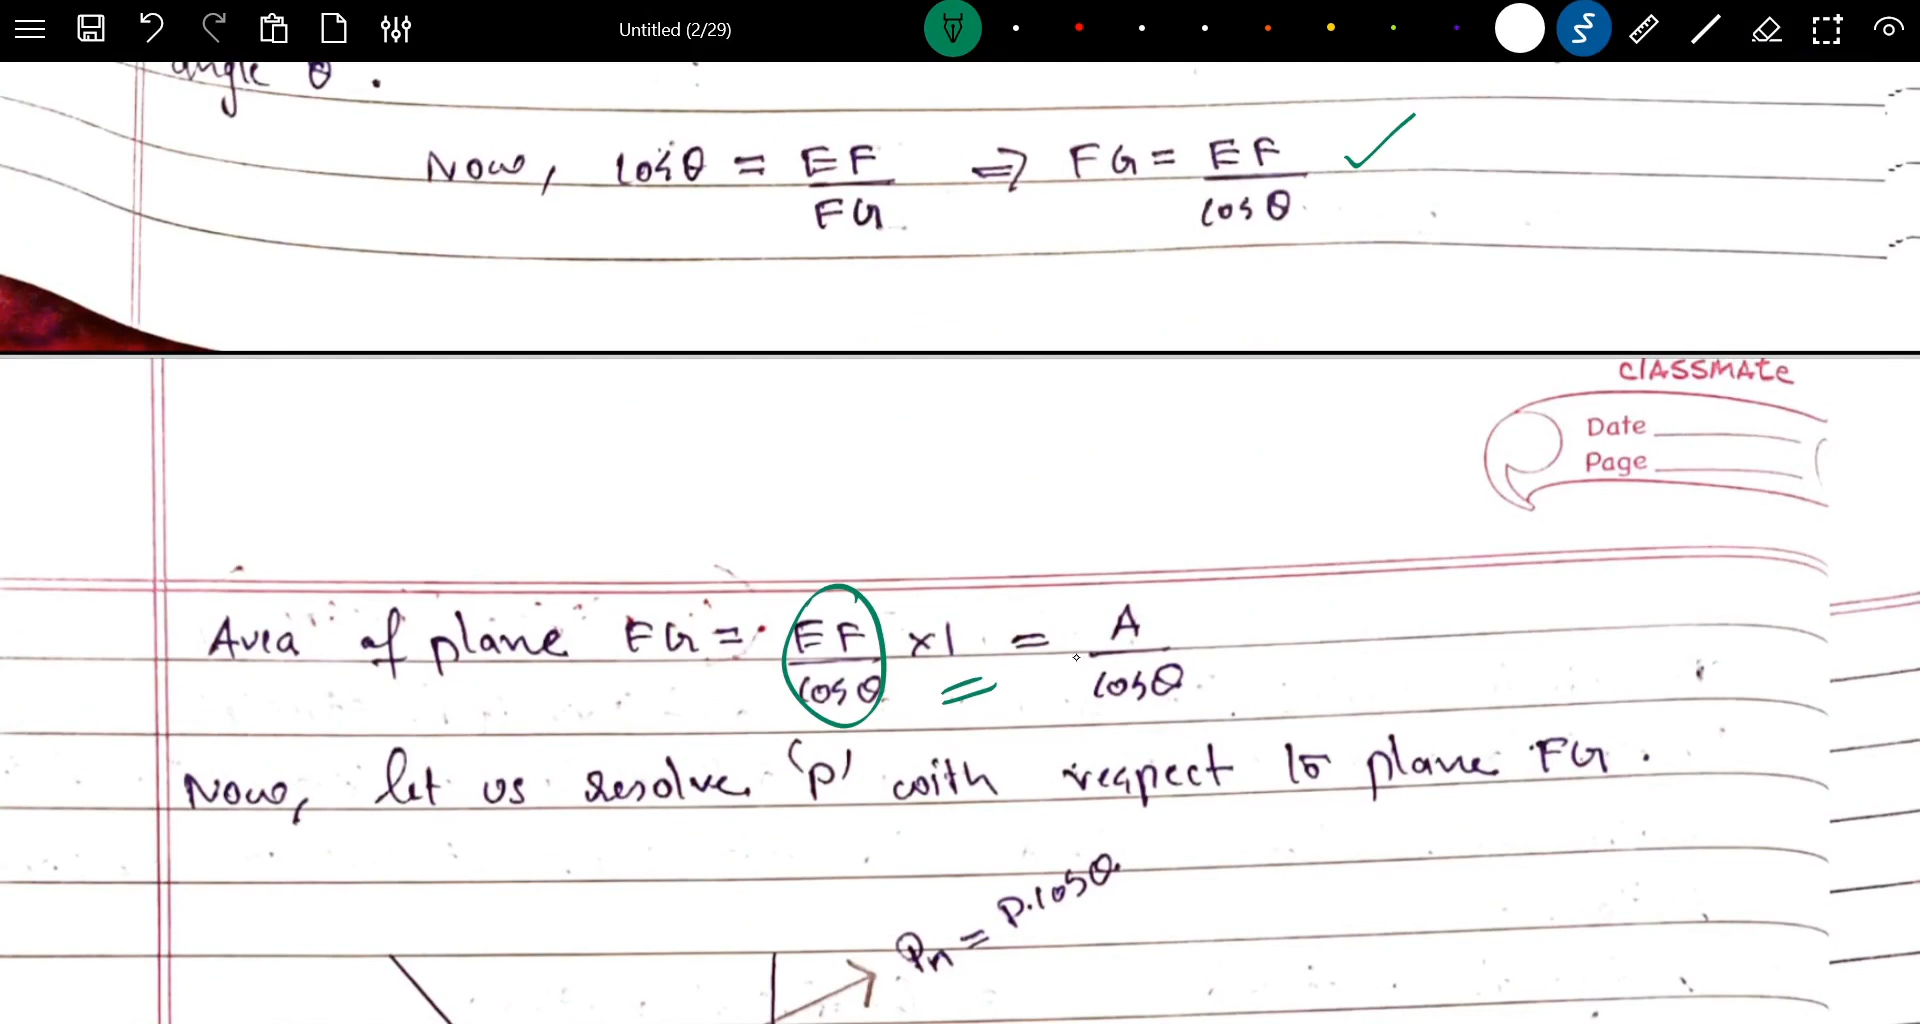 Untitled (2/29)
angle θ.
Now, cosθ = EF/FG ⇒ FG = EF/cosθ
classmate
Date
Page
Area of plane FG = EF/cosθ ×1 = A/cosθ
Now, let us resolve 'p' with respect to plane FG.
Pn = P.cosθ